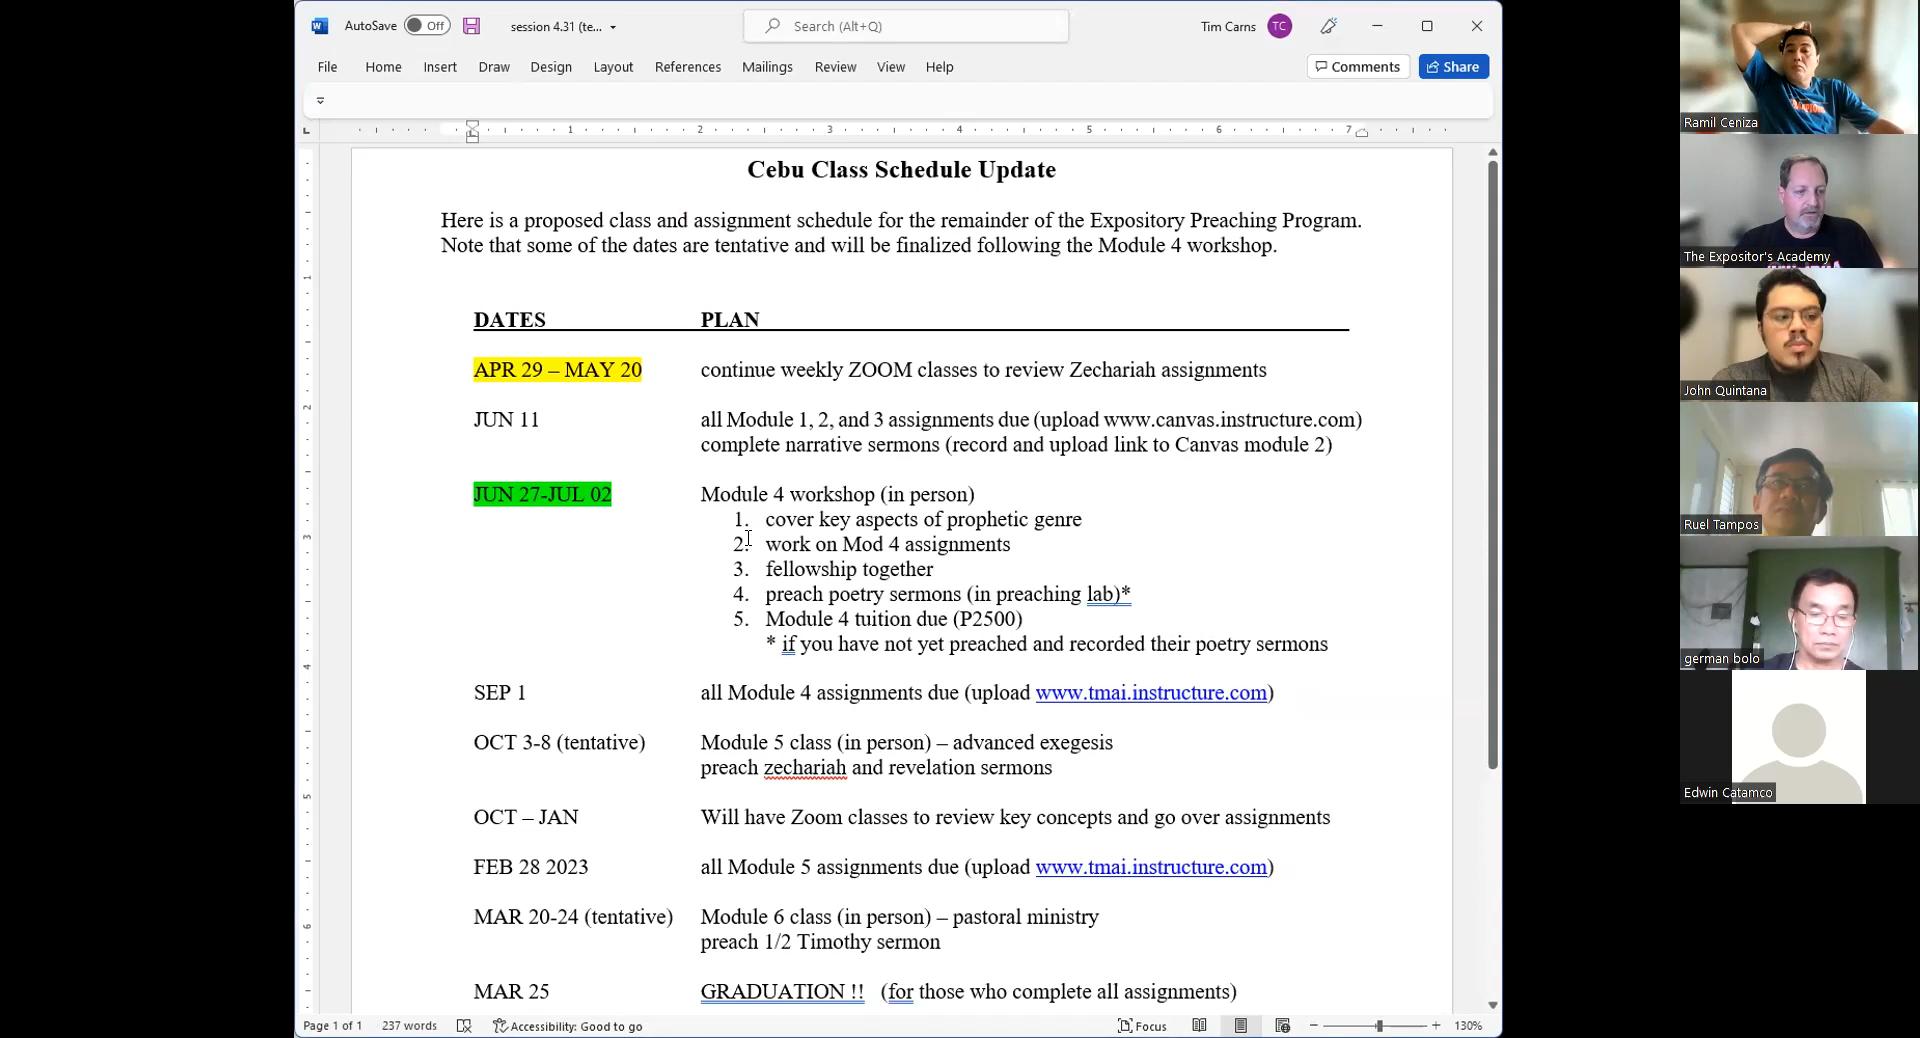 AutoSave Off session 4.31 (te... Search (Alt+Q) Tim Carns TC
File Home Insert Draw Design Layout References Mailings Review View Help Comments Share
1 2 3 4 5 6 7
Cebu Class Schedule Update
Here is a proposed class and assignment schedule for the remainder of the Expository Preaching Program.
Note that some of the dates are tentative and will be finalized following the Module 4 workshop.
DATES PLAN
APR 29 – MAY 20 continue weekly ZOOM classes to review Zechariah assignments
JUN 11 all Module 1, 2, and 3 assignments due (upload www.canvas.instructure.com)
complete narrative sermons (record and upload link to Canvas module 2)
JUN 27-JUL 02 Module 4 workshop (in person)
1. cover key aspects of prophetic genre
2. work on Mod 4 assignments
3. fellowship together
4. preach poetry sermons (in preaching lab)*
5. Module 4 tuition due (P2500)
* if you have not yet preached and recorded their poetry sermons
SEP 1 all Module 4 assignments due (upload www.tmai.instructure.com)
OCT 3-8 (tentative) Module 5 class (in person) – advanced exegesis
preach zechariah and revelation sermons
OCT – JAN Will have Zoom classes to review key concepts and go over assignments
FEB 28 2023 all Module 5 assignments due (upload www.tmai.instructure.com)
MAR 20-24 (tentative) Module 6 class (in person) – pastoral ministry
preach 1/2 Timothy sermon
MAR 25 GRADUATION !! (for those who complete all assignments)
1
2
3
4
5
6
Page 1 of 1 237 words Accessibility: Good to go Focus 130%
Ramil Ceniza
The Expositor's Academy
John Quintana
Ruel Tampos
german bolo
Edwin Catamco